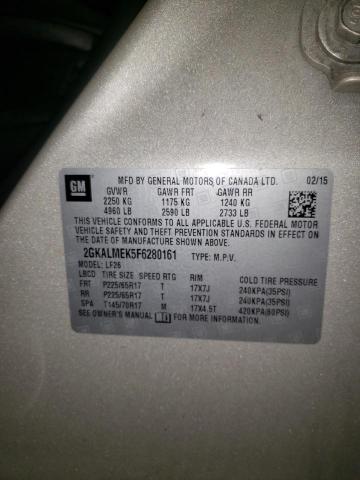 GM
MFD BY GENERAL MOTORS OF CANADA LTD. 02/15
GVWR GAWR FRT GAWR RR
2250 KG 1175 KG 1240 KG
4960 LB 2590 LB 2733 LB
THIS VEHICLE CONFORMS TO ALL APPLICABLE U.S. FEDERAL MOTOR
VEHICLE SAFETY AND THEFT PREVENTION STANDARDS IN EFFECT ON
THE DATE OF MANUFACTURE SHOWN ABOVE.
2GKALMEK5F6280161 TYPE: M.P.V.
MODEL: LF26
LBCD TIRE SIZE SPEED RTG RIM COLD TIRE PRESSURE
FRT P225/65R17 T 17X7J 240KPA(35PSI)
RR P225/65R17 T 17X7J 240KPA(35PSI)
SPA T145/70R17 M 17X4.5T 420KPA(60PSI)
SEE OWNER'S MANUAL FOR ADDITIONAL INFORMATION.